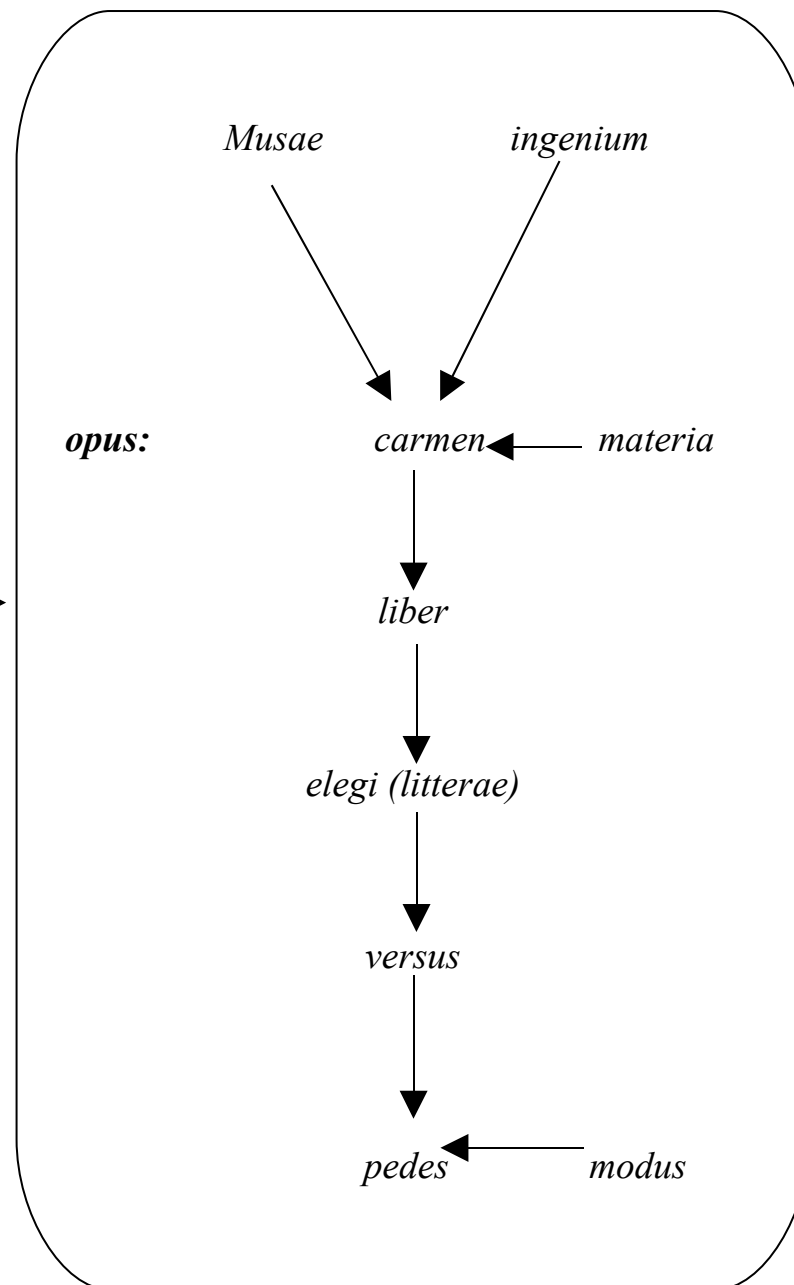 Musae ingenium
opus: carmen materia
liber
elegi (litterae)
versus
pedes modus